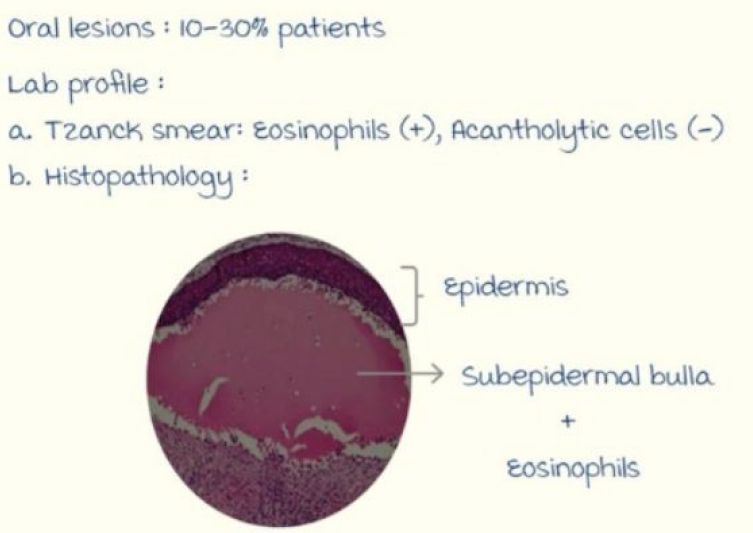 Oral lesions : 10-30% patients
Lab profile :
a. Tzanck smear: Eosinophils (+), Acantholytic cells (-)
b. Histopathology :
Epidermis
Subepidermal bulla
+
Eosinophils